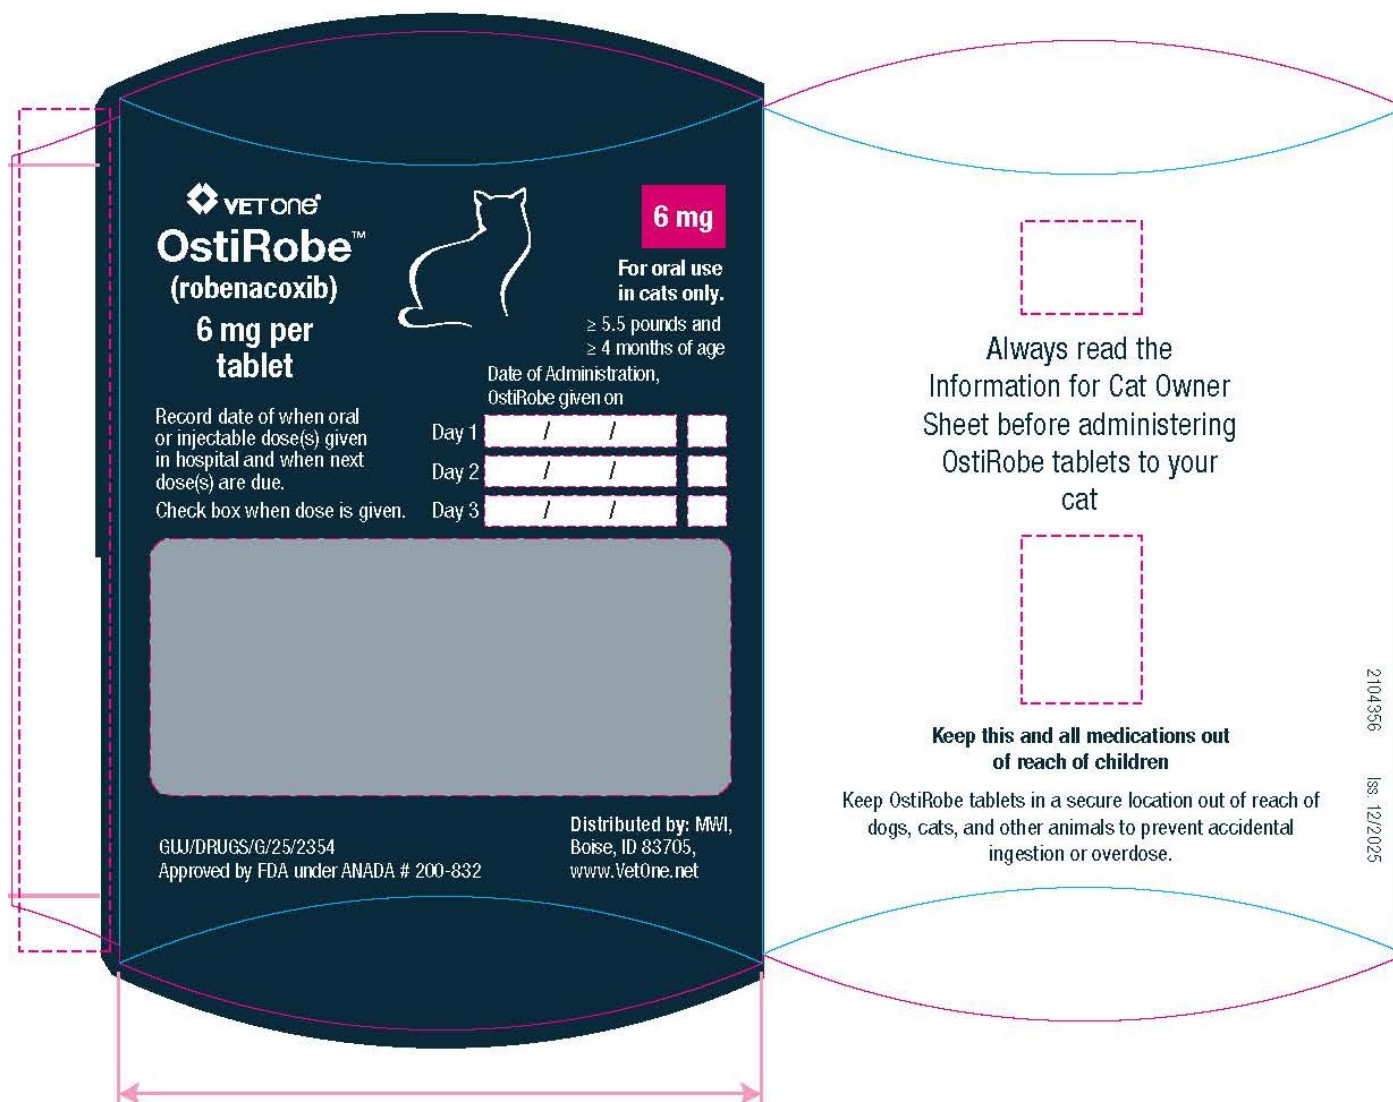 VETone®
OstiRobe™
(robenacoxib)
6 mg per
tablet
6 mg
For oral use
in cats only.
≥ 5.5 pounds and
≥ 4 months of age
Date of Administration,
OstiRobe given on
Record date of when oral
or injectable dose(s) given
in hospital and when next
dose(s) are due.
Check box when dose is given.
Day 1 / /
Day 2 / /
Day 3 / /
GUJ/DRUGS/G/25/2354
Approved by FDA under ANADA # 200-832
Distributed by: MWI,
Boise, ID 83705,
www.VetOne.net
Always read the
Information for Cat Owner
Sheet before administering
OstiRobe tablets to your
cat
Keep this and all medications out
of reach of children
Keep OstiRobe tablets in a secure location out of reach of
dogs, cats, and other animals to prevent accidental
ingestion or overdose.
2104356 Iss. 12/2025